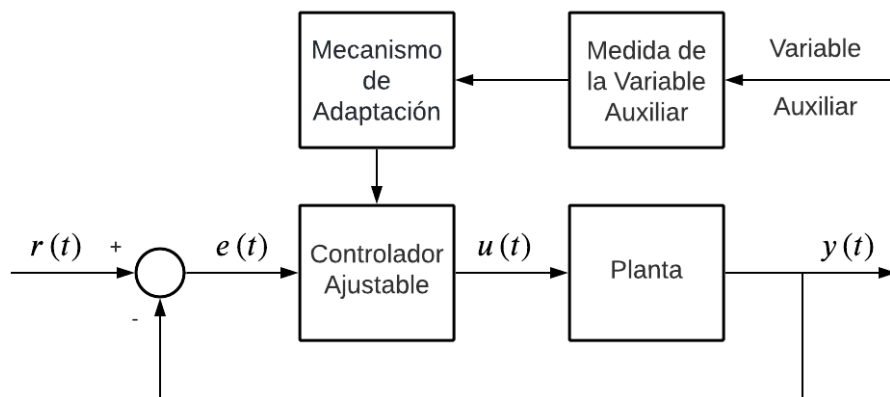 Mecanismo
de
Adaptación
Medida de
la Variable
Auxiliar
Variable
Auxiliar
r(t)
+
-
e(t)
Controlador
Ajustable
u(t)
Planta
y(t)